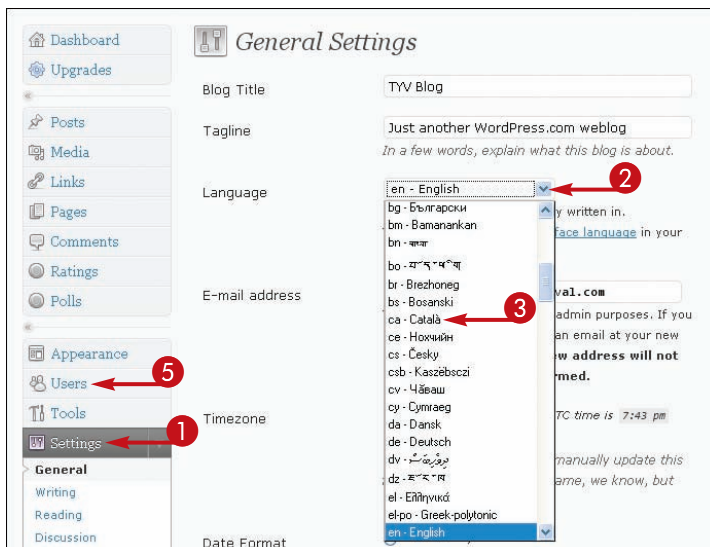 Dashboard
Upgrades
Posts
Media
Links
Pages
Comments
Ratings
Polls
Appearance
Users
5
Tools
Settings
1
General
Writing
Reading
Discussion
General Settings
Blog Title
TYV Blog
Tagline
Just another WordPress.com weblog
In a few words, explain what this blog is about.
Language
en - English
2
bg - Български
bm - Bamanankan
bn - বাংলা
bo -
br - Brezhoneg
bs - Bosanski
ca - Català
3
ce - Нохчийн
cs - Česky
csb - Kaszëbsczi
cv - Чăваш
cy - Cymraeg
da - Dansk
de - Deutsch
dv -
dz -
el - Ελληνικά
el-po - Greek-polytonic
en - English
y written in.
face language in your
E-mail address
val.com
admin purposes. If you
an email at your new
w address will not
rmed.
Timezone
TC time is 7:43 pm
manually update this
ame, we know, but
Date Format